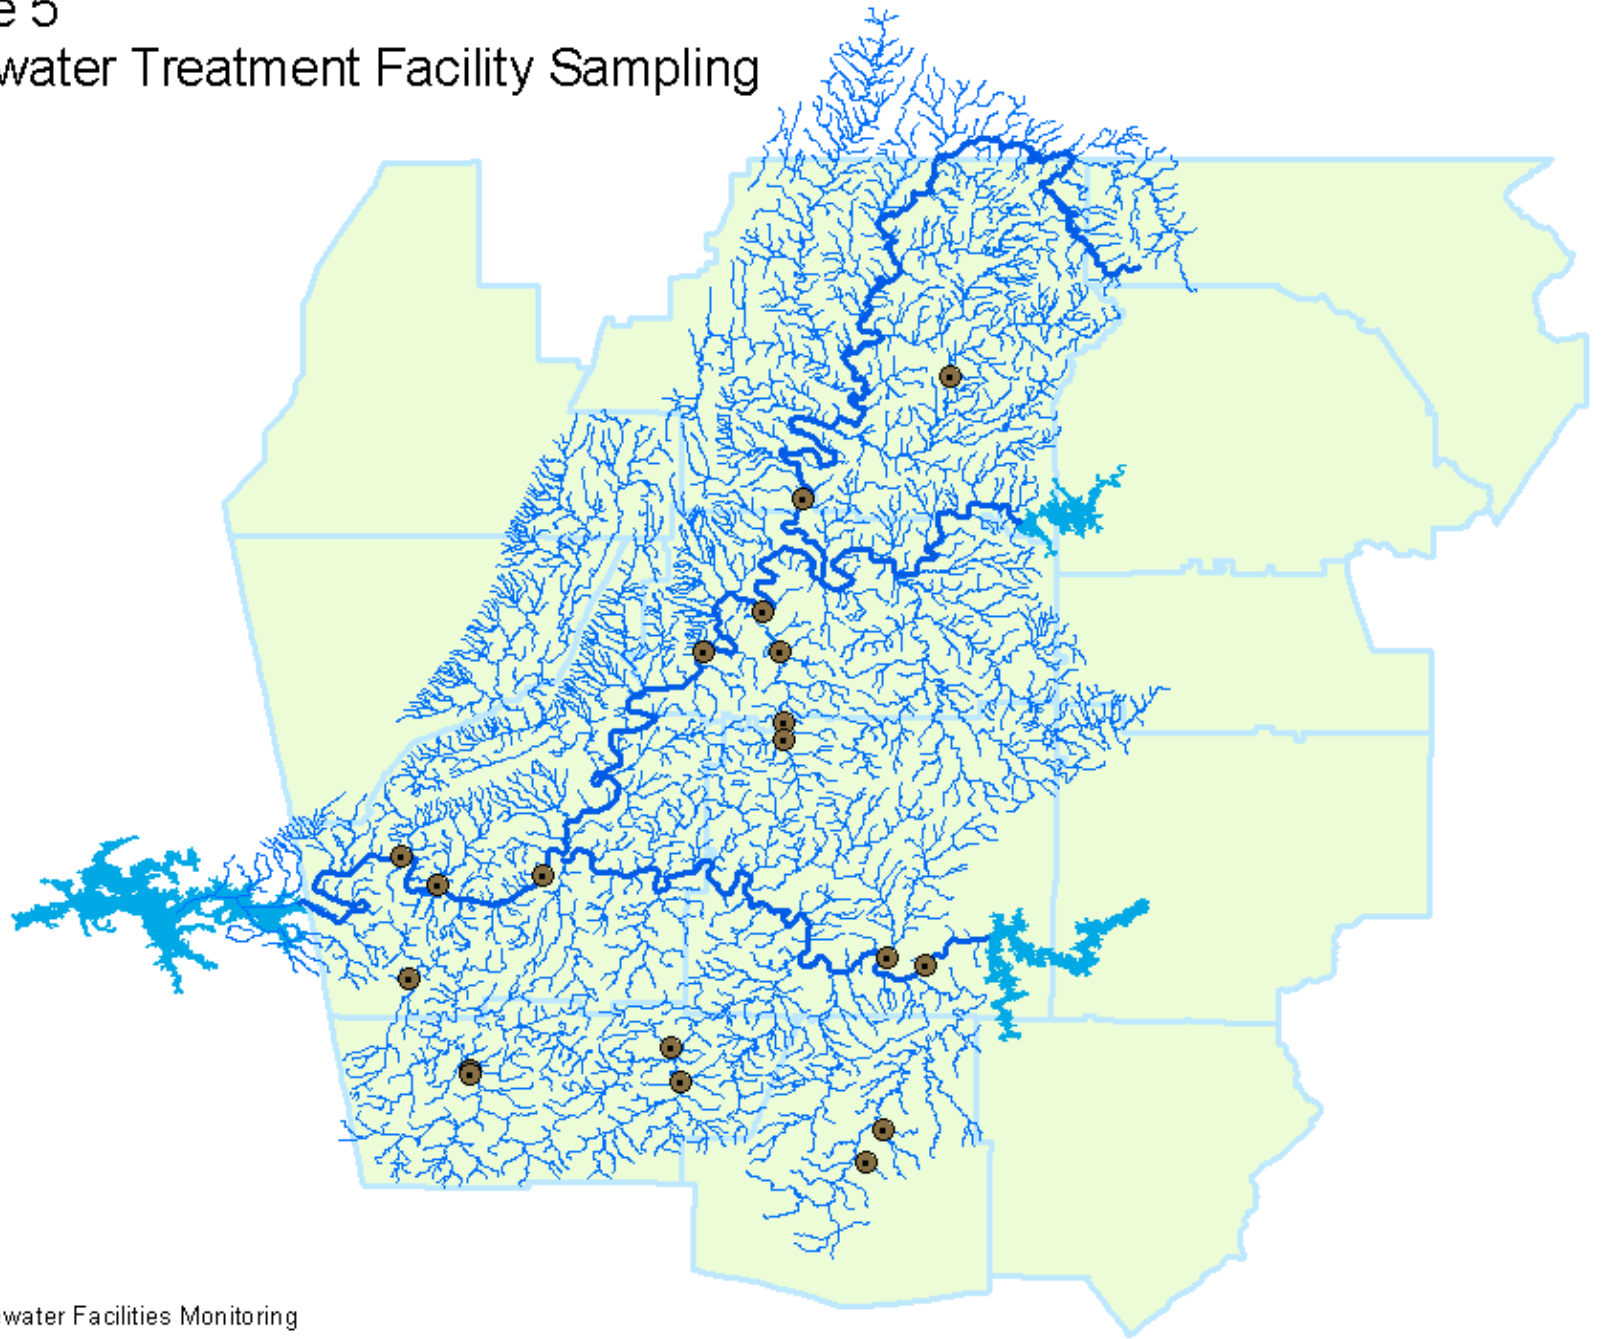 e 5
water Treatment Facility Sampling
water Facilities Monitoring